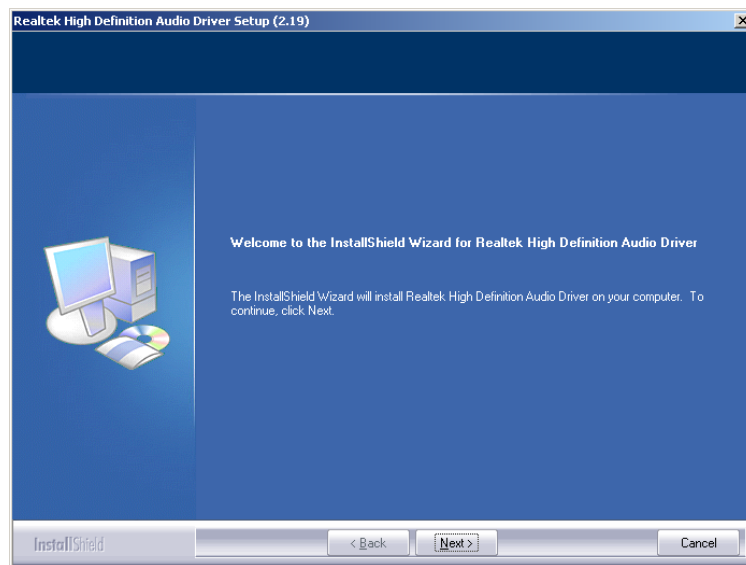 Realtek High Definition Audio Driver Setup (2.19)
Welcome to the InstallShield Wizard for Realtek High Definition Audio Driver
The InstallShield Wizard will install Realtek High Definition Audio Driver on your computer. To
continue, click Next.
InstallShield
< Back Next > Cancel